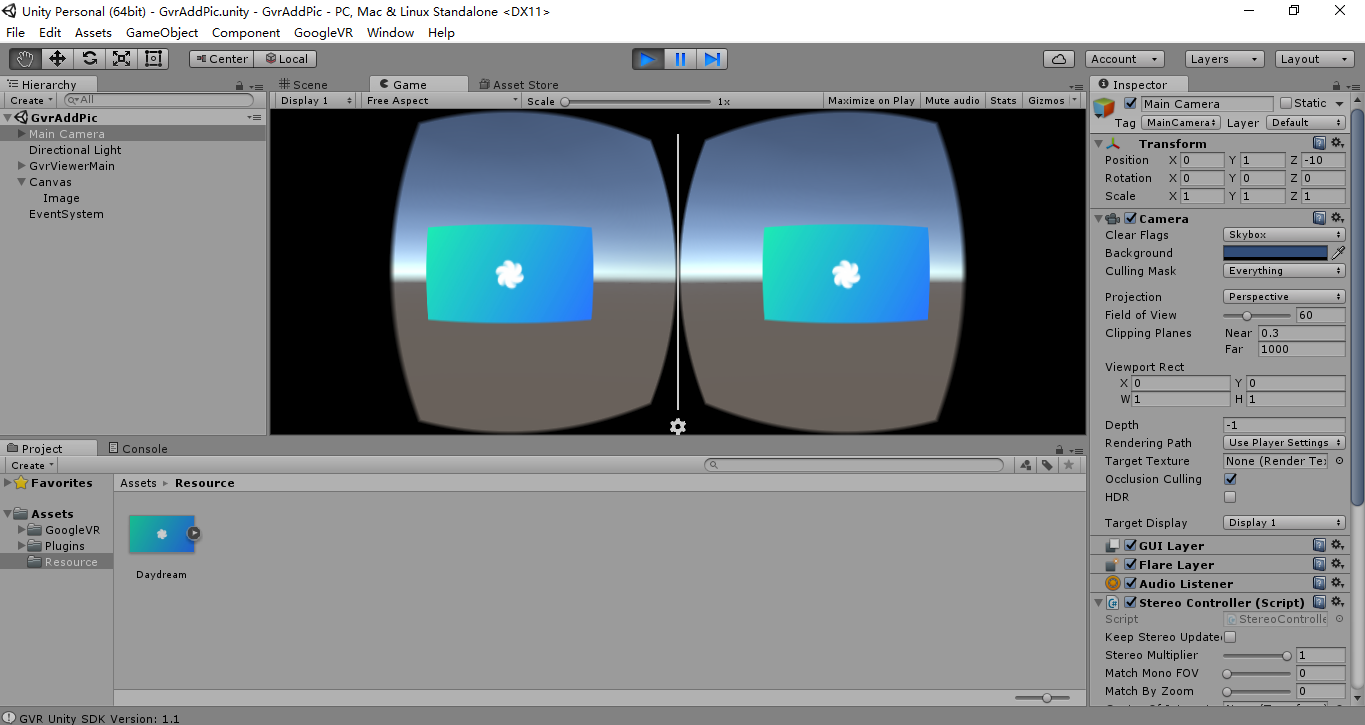 Unity Personal (64bit) - GvrAddPic.unity - GvrAddPic - PC, Mac & Linux Standalone <DX11>
File Edit Assets GameObject Component GoogleVR Window Help
Center Local Account Layers Layout
Hierarchy
Create All
GvrAddPic
Main Camera
Directional Light
GvrViewerMain
Canvas
Image
EventSystem
Scene Game Asset Store
Display 1 Free Aspect Scale 1x Maximize on Play Mute audio Stats Gizmos
Inspector
Main Camera Static
Tag MainCamera Layer Default
Transform
Position X 0 Y 1 Z -10
Rotation X 0 Y 0 Z 0
Scale X 1 Y 1 Z 1
Camera
Clear Flags Skybox
Background
Culling Mask Everything
Projection Perspective
Field of View 60
Clipping Planes Near 0.3
Far 1000
Viewport Rect
X 0 Y 0
W 1 H 1
Depth -1
Rendering Path Use Player Settings
Target Texture None (Render Te
Occlusion Culling
HDR
Target Display Display 1
GUI Layer
Flare Layer
Audio Listener
Stereo Controller (Script)
Script StereoControlle
Keep Stereo Update
Stereo Multiplier 1
Match Mono FOV 0
Match By Zoom 0
Project Console
Create
Favorites
Assets
GoogleVR
Plugins
Resource
Assets Resource
Daydream
GVR Unity SDK Version: 1.1